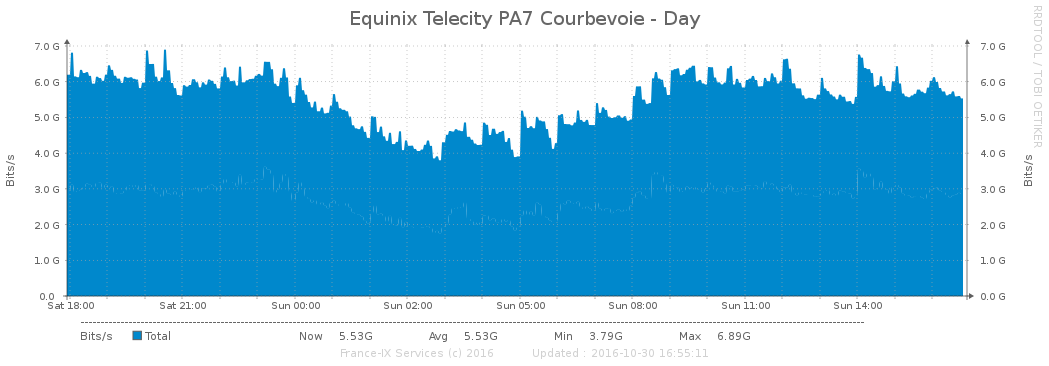 Equinix Telecity PA7 Courbevoie - Day
RRDTOOL / TOBI OETIKER
Bits/s
7.0 G 7.0 G
6.0 G 6.0 G
5.0 G 5.0 G
4.0 G 4.0 G
3.0 G 3.0 G
2.0 G 2.0 G
1.0 G 1.0 G
0.0 0.0 G
Bits/s
Sat 18:00 Sat 21:00 Sun 00:00 Sun 02:00 Sun 05:00 Sun 08:00 Sun 11:00 Sun 14:00
Bits/s Total Now 5.53G Avg 5.53G Min 3.79G Max 6.89G
France-IX Services (c) 2016 Updated : 2016-10-30 16:55:11